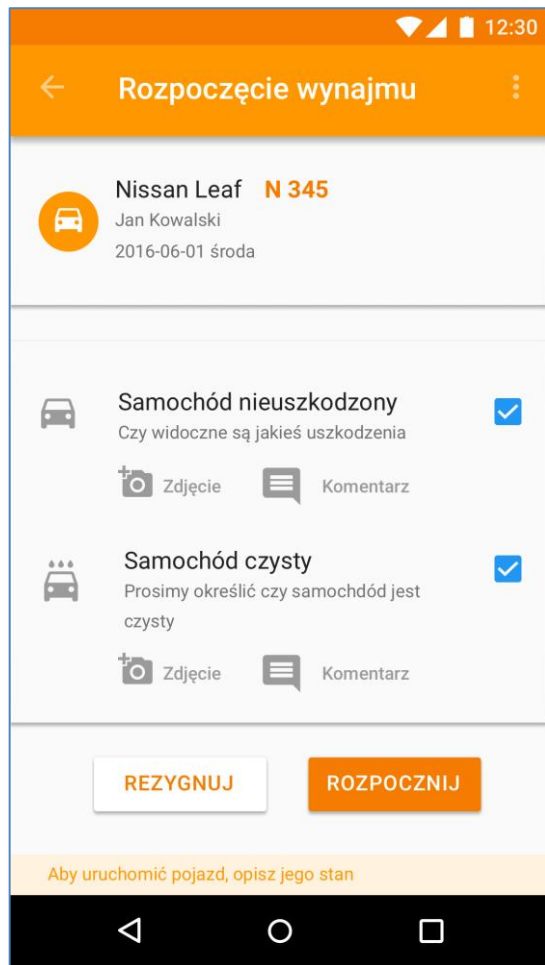 12:30
Rozpoczęcie wynajmu
Nissan Leaf N 345
Jan Kowalski
2016-06-01 środa
Samochód nieuszkodzony
Czy widoczne są jakieś uszkodzenia
Zdjęcie Komentarz
Samochód czysty
Prosimy określić czy samochdód jest
czysty
Zdjęcie Komentarz
REZYGNUJ ROZPOCZNIJ
Aby uruchomić pojazd, opisz jego stan